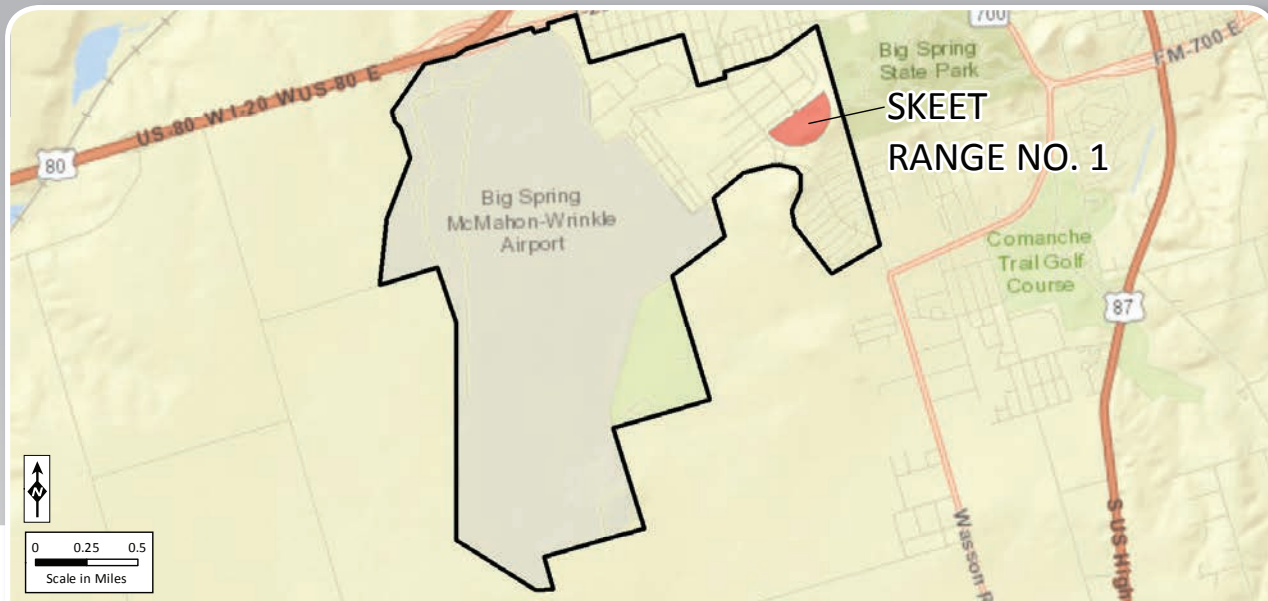 700
FM-700 E
Big Spring
State Park
SKEET
RANGE NO. 1
US-80 W I-20 WUS-80 E
80
Big Spring
McMahon-Wrinkle
Airport
Comanche
Trail Golf
Course
87
N
0 0.25 0.5
Scale in Miles
Wasson R
S US High